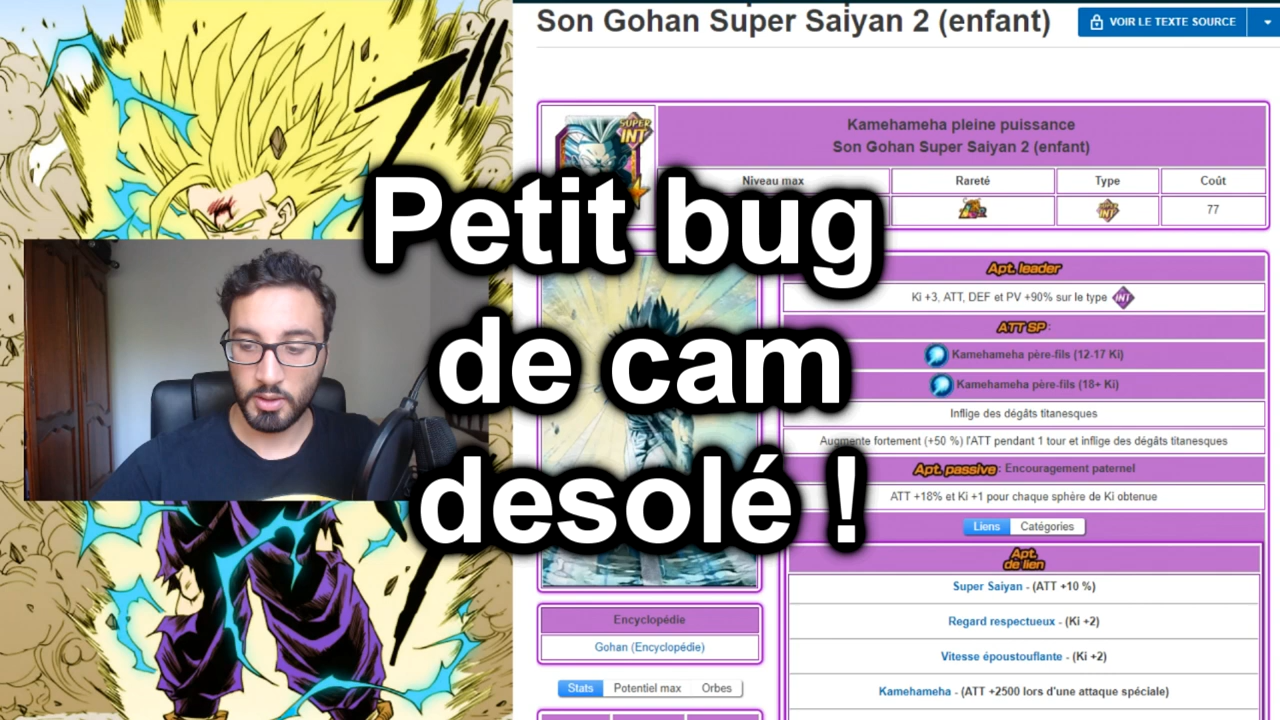 Son Gohan Super Saiyan 2 (enfant)
VOIR LE TEXTE SOURCE
SUPER INT
Kamehameha pleine puissance
Son Gohan Super Saiyan 2 (enfant)
Niveau max
Rareté
Type
Coût
77
Petit bug
de cam
desolé !
Apt. leader
Ki +3, ATT, DEF et PV +90% sur le type INT
ATT SP:
Kamehameha père-fils (12-17 Ki)
Kamehameha père-fils (18+ Ki)
Inflige des dégâts titanesques
Augmente fortement (+50 %) l'ATT pendant 1 tour et inflige des dégâts titanesques
Apt. passive: Encouragement paternel
ATT +18% et Ki +1 pour chaque sphère de Ki obtenue
Liens Catégories
Apt.
de lien
Super Saiyan - (ATT +10 %)
Regard respectueux - (Ki +2)
Vitesse époustouflante - (Ki +2)
Kamehameha - (ATT +2500 lors d'une attaque spéciale)
Encyclopédie
Gohan (Encyclopédie)
Stats Potentiel max Orbes